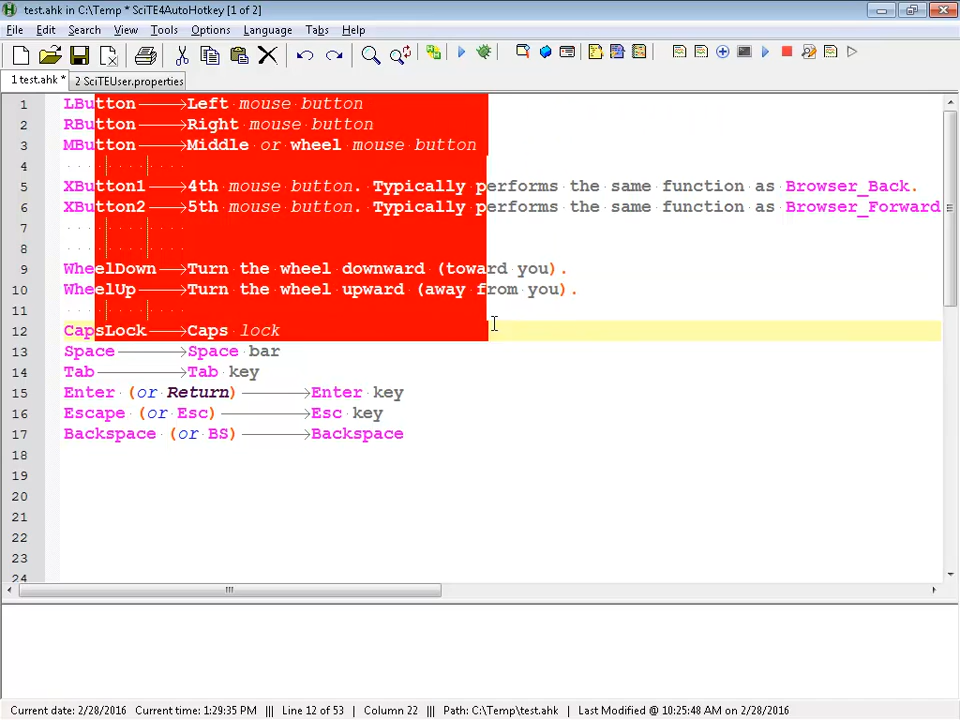 test.ahk in C:\Temp * SciTE4AutoHotkey [1 of 2]
File Edit Search View Tools Options Language Tabs Help
1 test.ahk * 2 SciTEUser.properties
1 LButton Left mouse button
2 RButton Right mouse button
3 MButton Middle or wheel mouse button
4
5 XButton1 4th mouse button. Typically performs the same function as Browser_Back.
6 XButton2 5th mouse button. Typically performs the same function as Browser_Forward
7
8
9 WheelDown Turn the wheel downward (toward you).
10 WheelUp Turn the wheel upward (away from you).
11
12 CapsLock Caps lock
13 Space Space bar
14 Tab Tab key
15 Enter (or Return) Enter key
16 Escape (or Esc) Esc key
17 Backspace (or BS) Backspace
18
19
20
21
22
23
24
Current date: 2/28/2016 Current time: 1:29:35 PM ||| Line 12 of 53 ||| Column 22 ||| Path: C:\Temp\test.ahk ||| Last Modified @ 10:25:48 AM on 2/28/2016